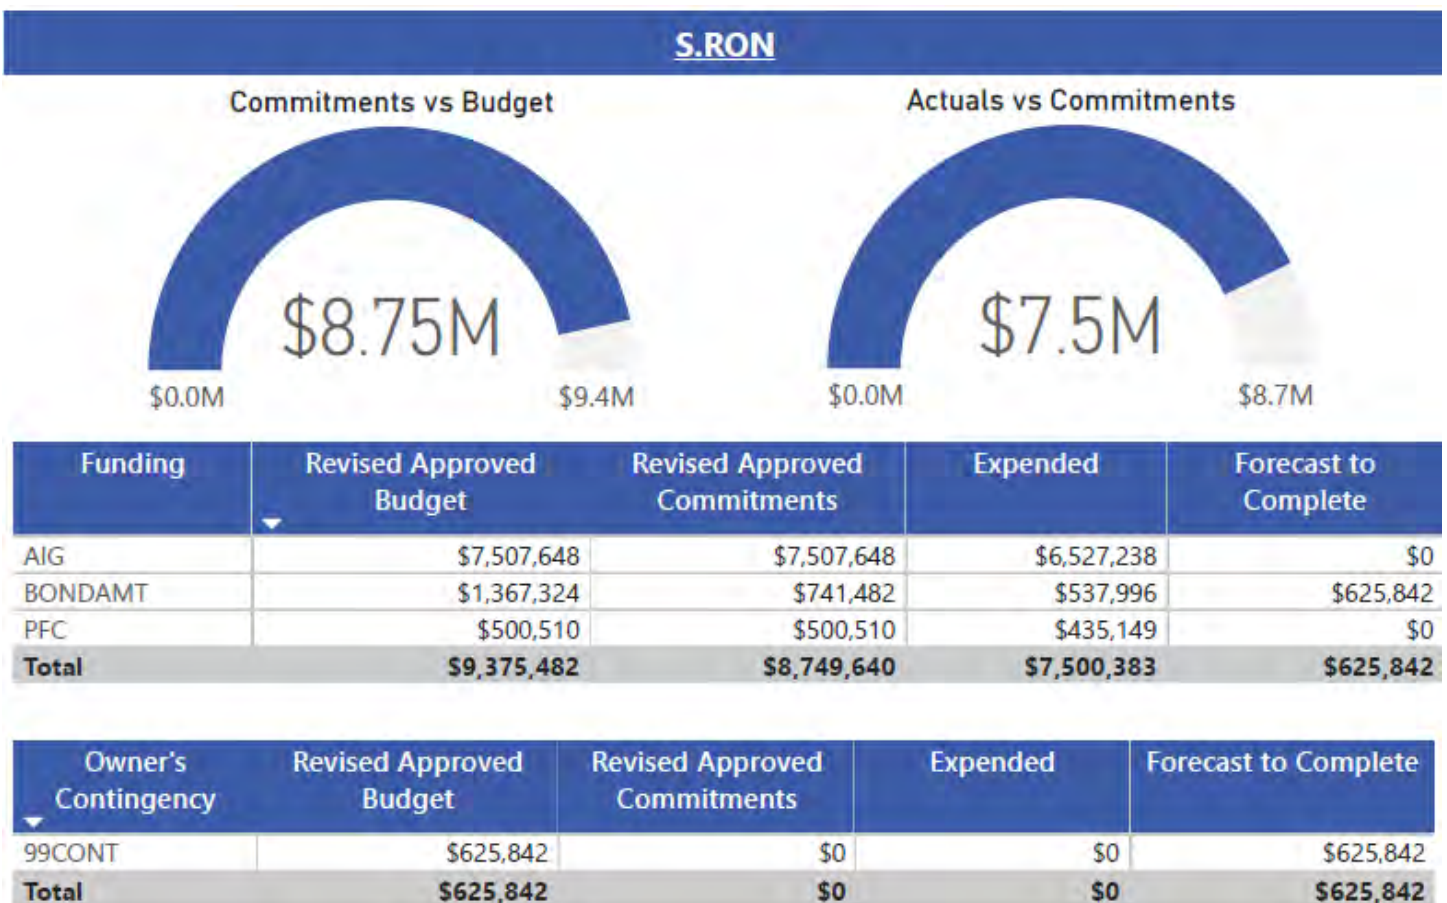 S.RON
Commitments vs Budget
Actuals vs Commitments
$8.75M
$0.0M
$9.4M
$7.5M
$0.0M
$8.7M
Funding Revised Approved Budget Revised Approved Commitments Expended Forecast to Complete
AIG $7,507,648 $7,507,648 $6,527,238 $0
BONDAMT $1,367,324 $741,482 $537,996 $625,842
PFC $500,510 $500,510 $435,149 $0
Total $9,375,482 $8,749,640 $7,500,383 $625,842
Owner's Contingency Revised Approved Budget Revised Approved Commitments Expended Forecast to Complete
99CONT $625,842 $0 $0 $625,842
Total $625,842 $0 $0 $625,842